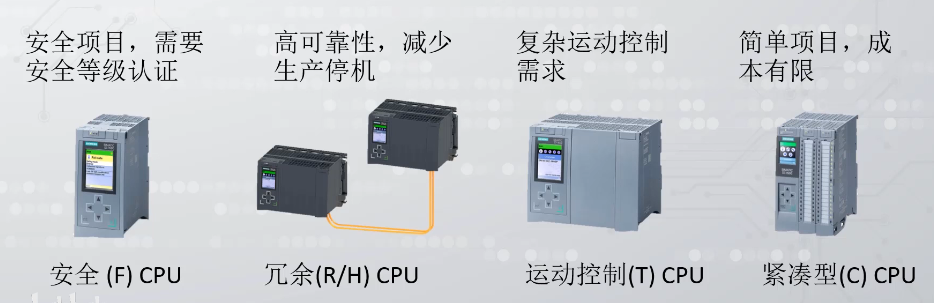 安全项目，需要
安全等级认证
高可靠性，减少
生产停机
复杂运动控制
需求
简单项目，成
本有限
安全 (F) CPU
冗余(R/H) CPU
运动控制(T) CPU
紧凑型(C) CPU